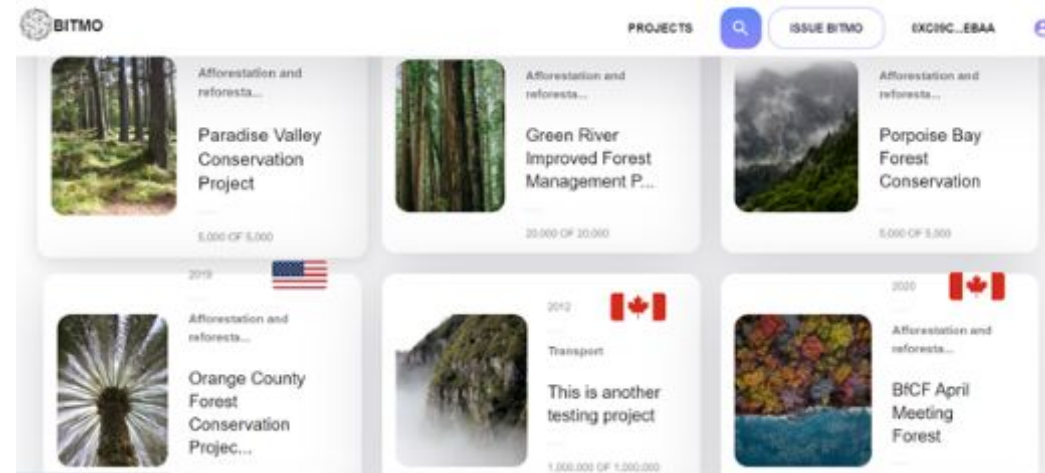 BITMO
PROJECTS
ISSUE BITMO
0XC09C...EBAA
Afforestation and
reforesta...
Paradise Valley
Conservation
Project
5,000 OF 5,000
Afforestation and
reforesta...
Green River
Improved Forest
Management P...
20,000 OF 20,000
Afforestation and
reforesta...
Porpoise Bay
Forest
Conservation
5,000 OF 5,000
2019
Afforestation and
reforesta...
Orange County
Forest
Conservation
Projec...
2012
Transport
This is another
testing project
1,000,000 OF 1,000,000
2020
Afforestation and
reforesta...
BfCF April
Meeting
Forest